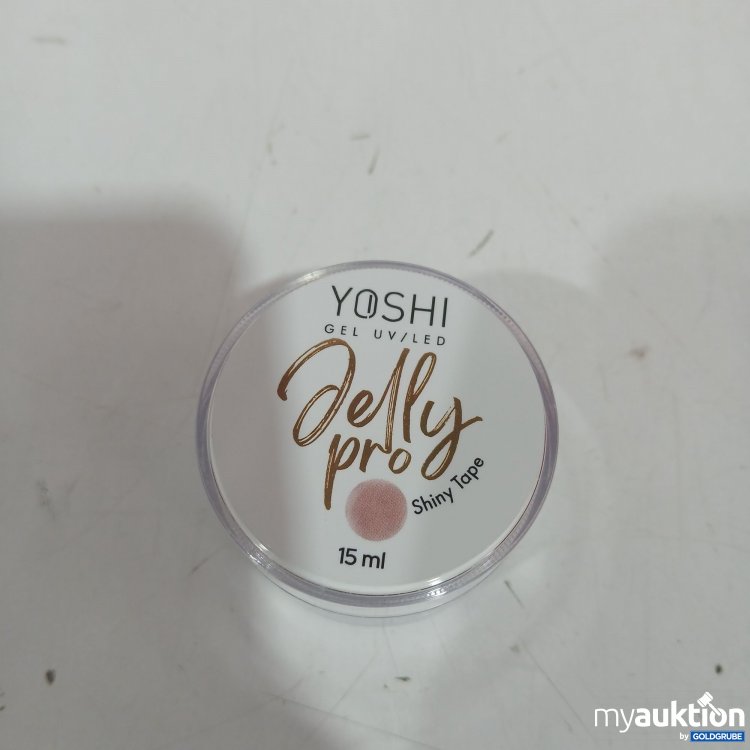 YOSHI
GEL UV/LED
Jelly
pro
Shiny Tape
15 ml
myauktion
by GOLDGRUBE